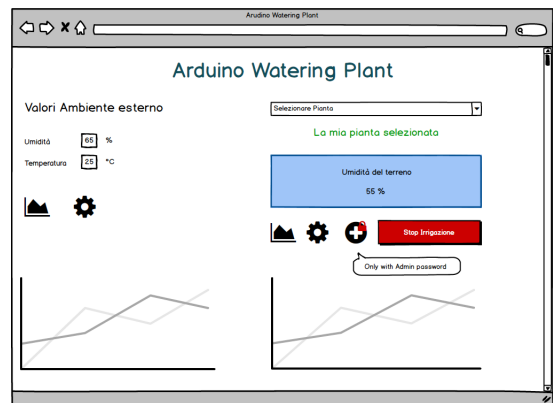 Arudino Watering Plant
Arduino Watering Plant
Valori Ambiente esterno
Umidità 65 %
Temperatura 25 °C
Selezionare Pianta
La mia pianta selezionata
Umidità del terreno
55 %
Stop Irrigazione
Only with Admin password